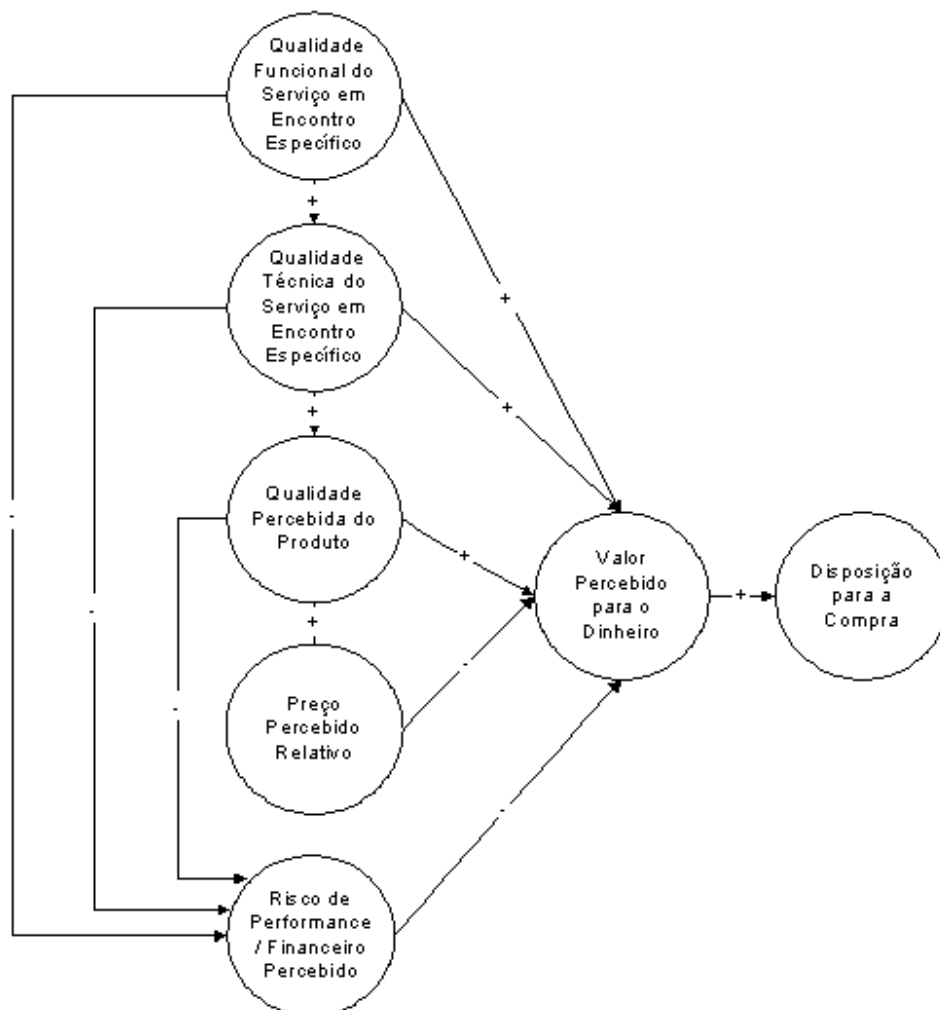 Qualidade
Funcional do
Serviço em
Encontro
Específico
+
Qualidade
Técnica do
Serviço em
Encontro
Específico
+
+
+
Qualidade
Percebida do
Produto
+
+
Preço
Percebido
Relativo
-
-
-
-
-
Risco de
Performance
/ Financeiro
Percebido
Valor
Percebido
para o
Dinheiro
+
Disposição
para a
Compra